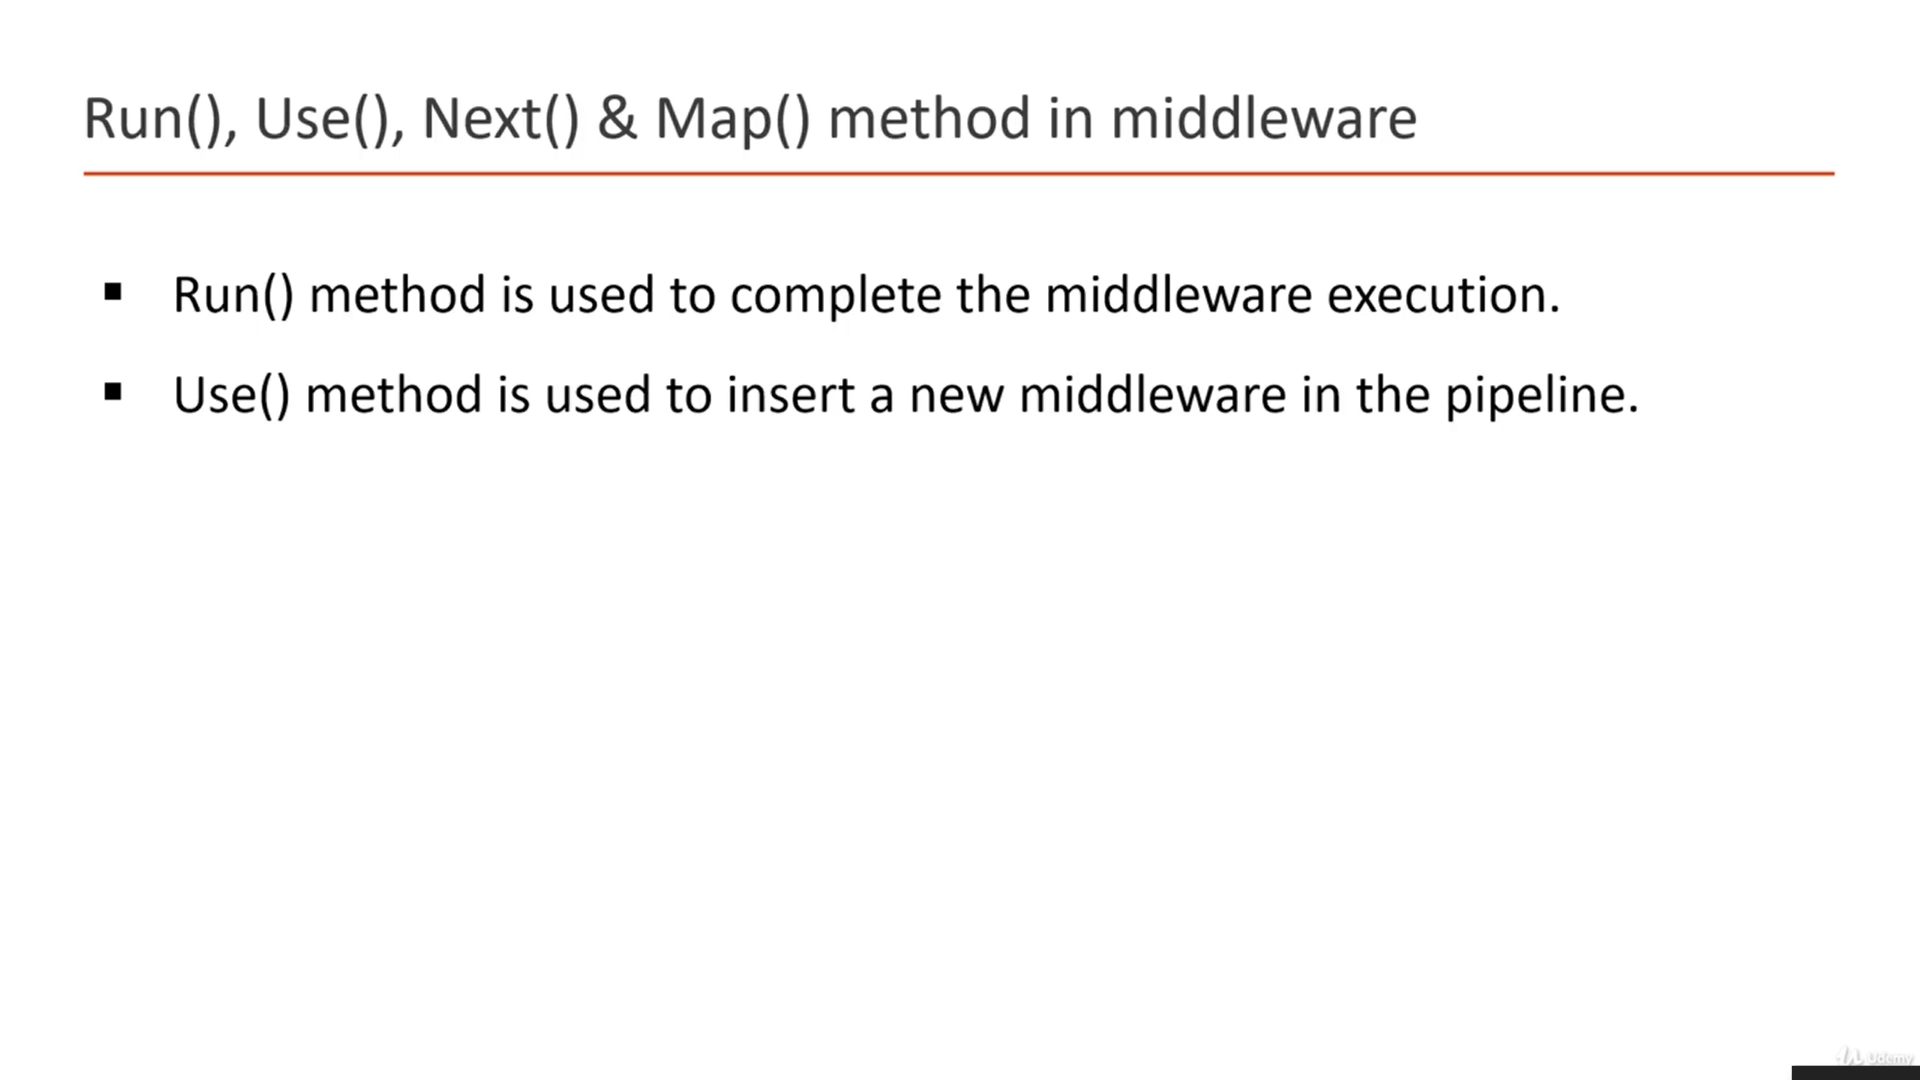 Run(), Use(), Next() & Map() method in middleware
▪ Run() method is used to complete the middleware execution.
▪ Use() method is used to insert a new middleware in the pipeline.
Udemy